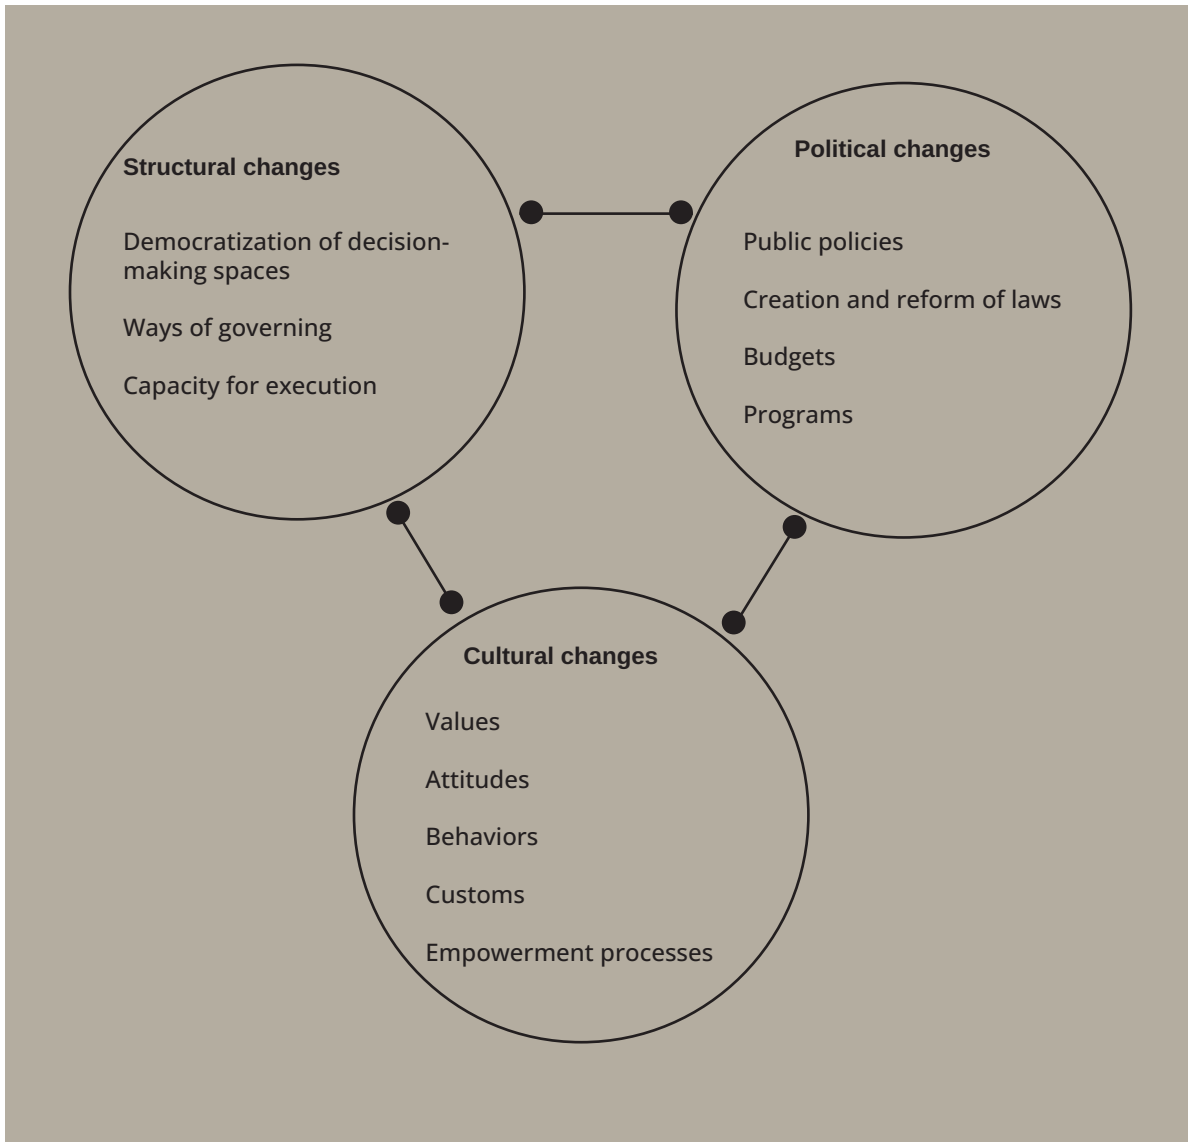 Structural changes
Democratization of decision-
making spaces
Ways of governing
Capacity for execution
Political changes
Public policies
Creation and reform of laws
Budgets
Programs
Cultural changes
Values
Attitudes
Behaviors
Customs
Empowerment processes